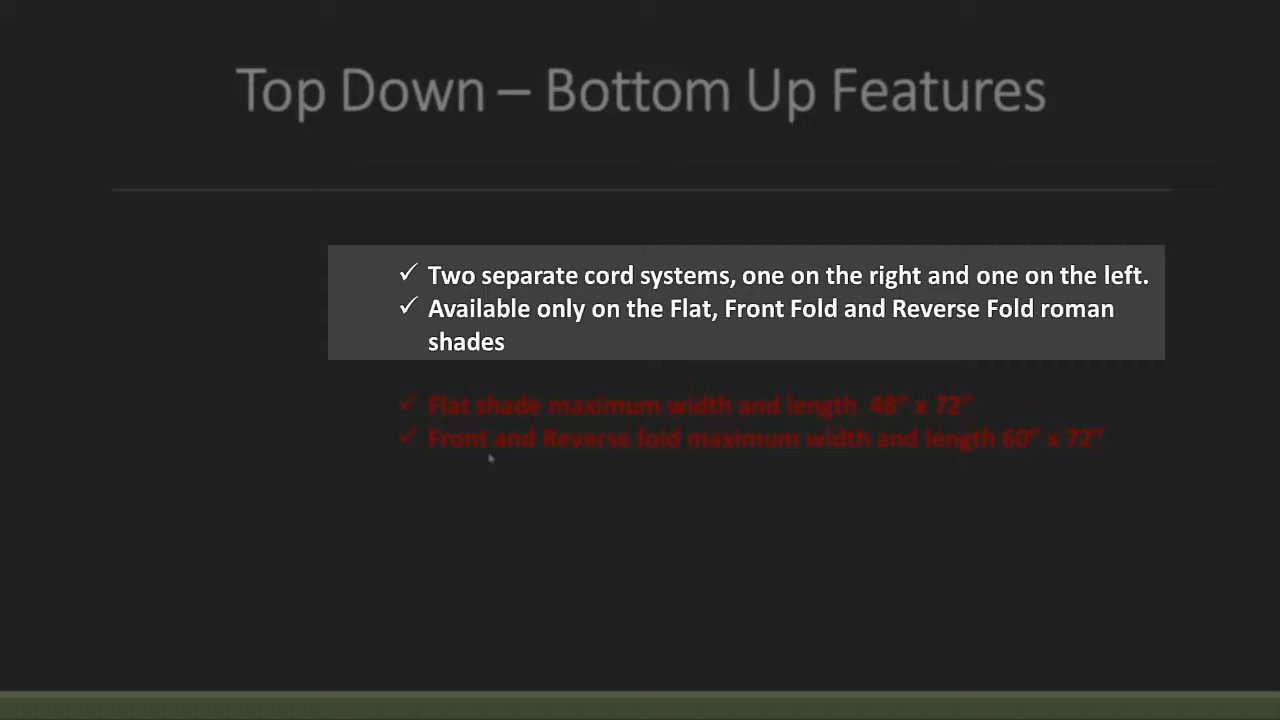 Top Down – Bottom Up Features
✓ Two separate cord systems, one on the right and one on the left.
✓ Available only on the Flat, Front Fold and Reverse Fold roman
shades
✓ Flat shade maximum width and length  48” x 72”
✓ Front and Reverse fold maximum width and length 60” x 72”